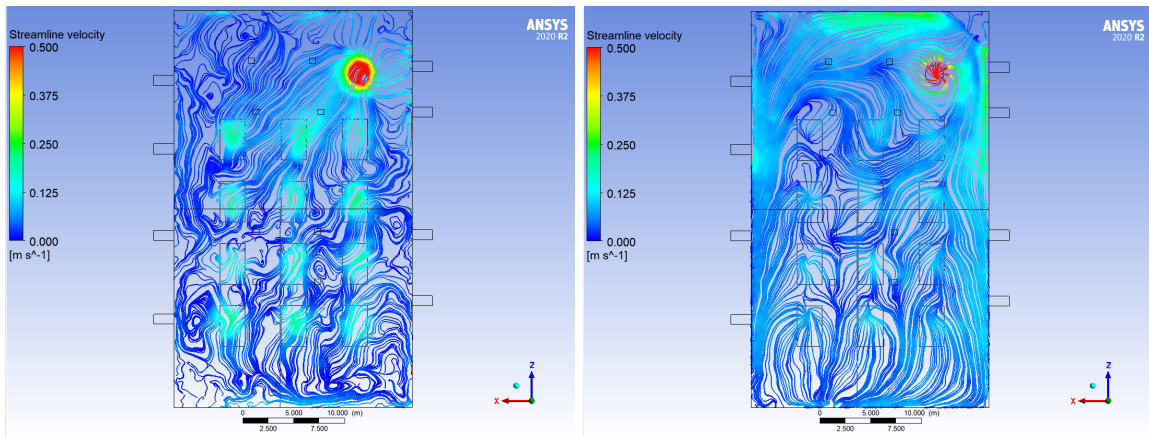 Streamline velocity
0.500
0.375
0.250
0.125
0.000
[m s^-1]
ANSYS
2020 R2
Z
X
0 5.000 10.000 (m)
2.500 7.500
Streamline velocity
0.500
0.375
0.250
0.125
0.000
[m s^-1]
ANSYS
2020 R2
Z
X
0 5.000 10.000 (m)
2.500 7.500